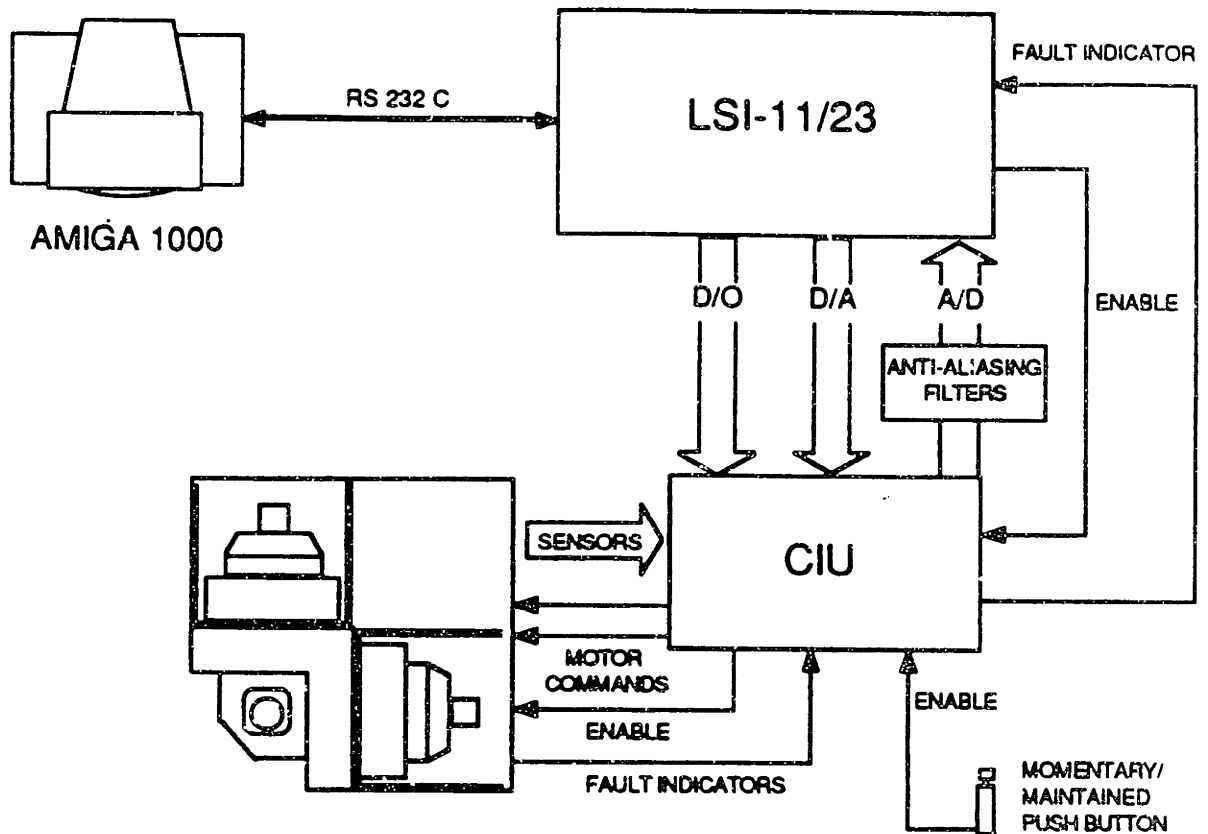 FAULT INDICATOR
RS 232 C
LSI-11/23
AMIGA 1000
D/O
D/A
A/D
ENABLE
ANTI-ALIASING
FILTERS
SENSORS
CIU
MOTOR
COMMANDS
ENABLE
ENABLE
FAULT INDICATORS
MOMENTARY/
MAINTAINED
PUSH BUTTON